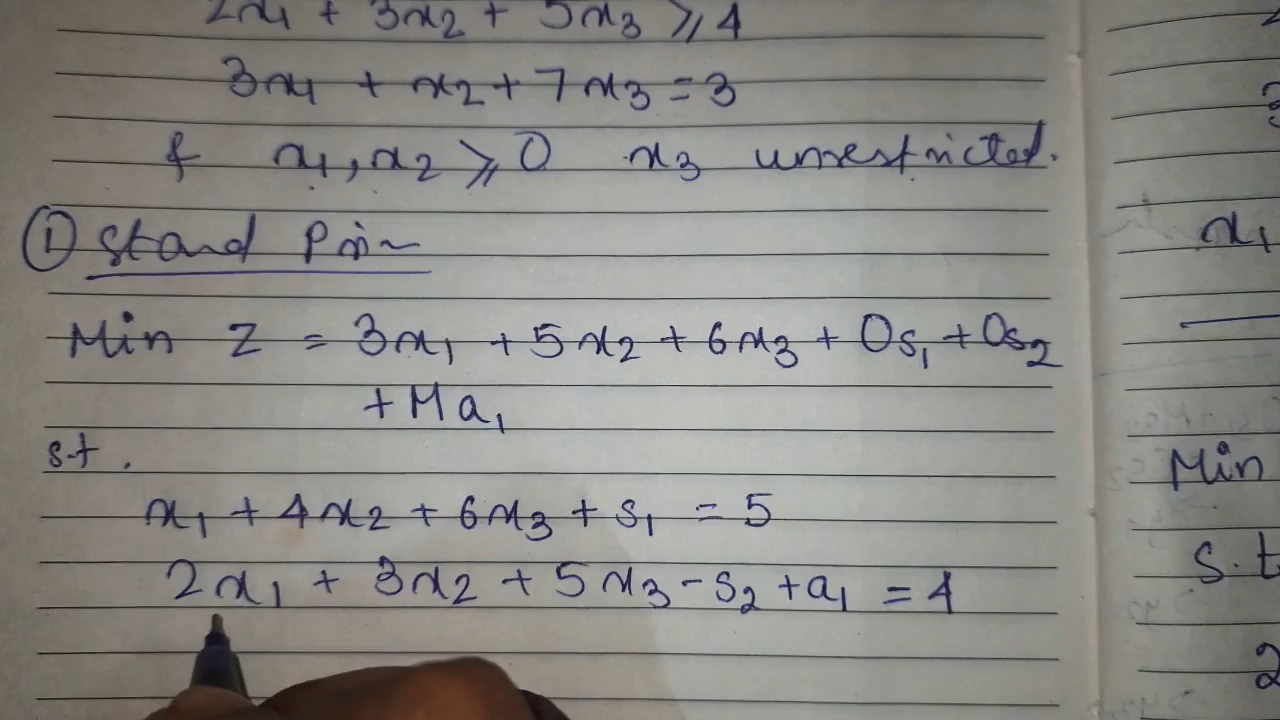 2x1 + 3x2 + 5x3 ⩾ 4
3x1 + x2 + 7x3 = 3
& x1, x2 ⩾ 0 x3 unrestricted.
① Stand Prim
Min Z = 3x1 + 5x2 + 6x3 + 0s1 + 0s2
+ Ma1
s.t.
x1 + 4x2 + 6x3 + s1 = 5
2x1 + 3x2 + 5x3 - s2 + a1 = 4
x1
Min
s.t
2